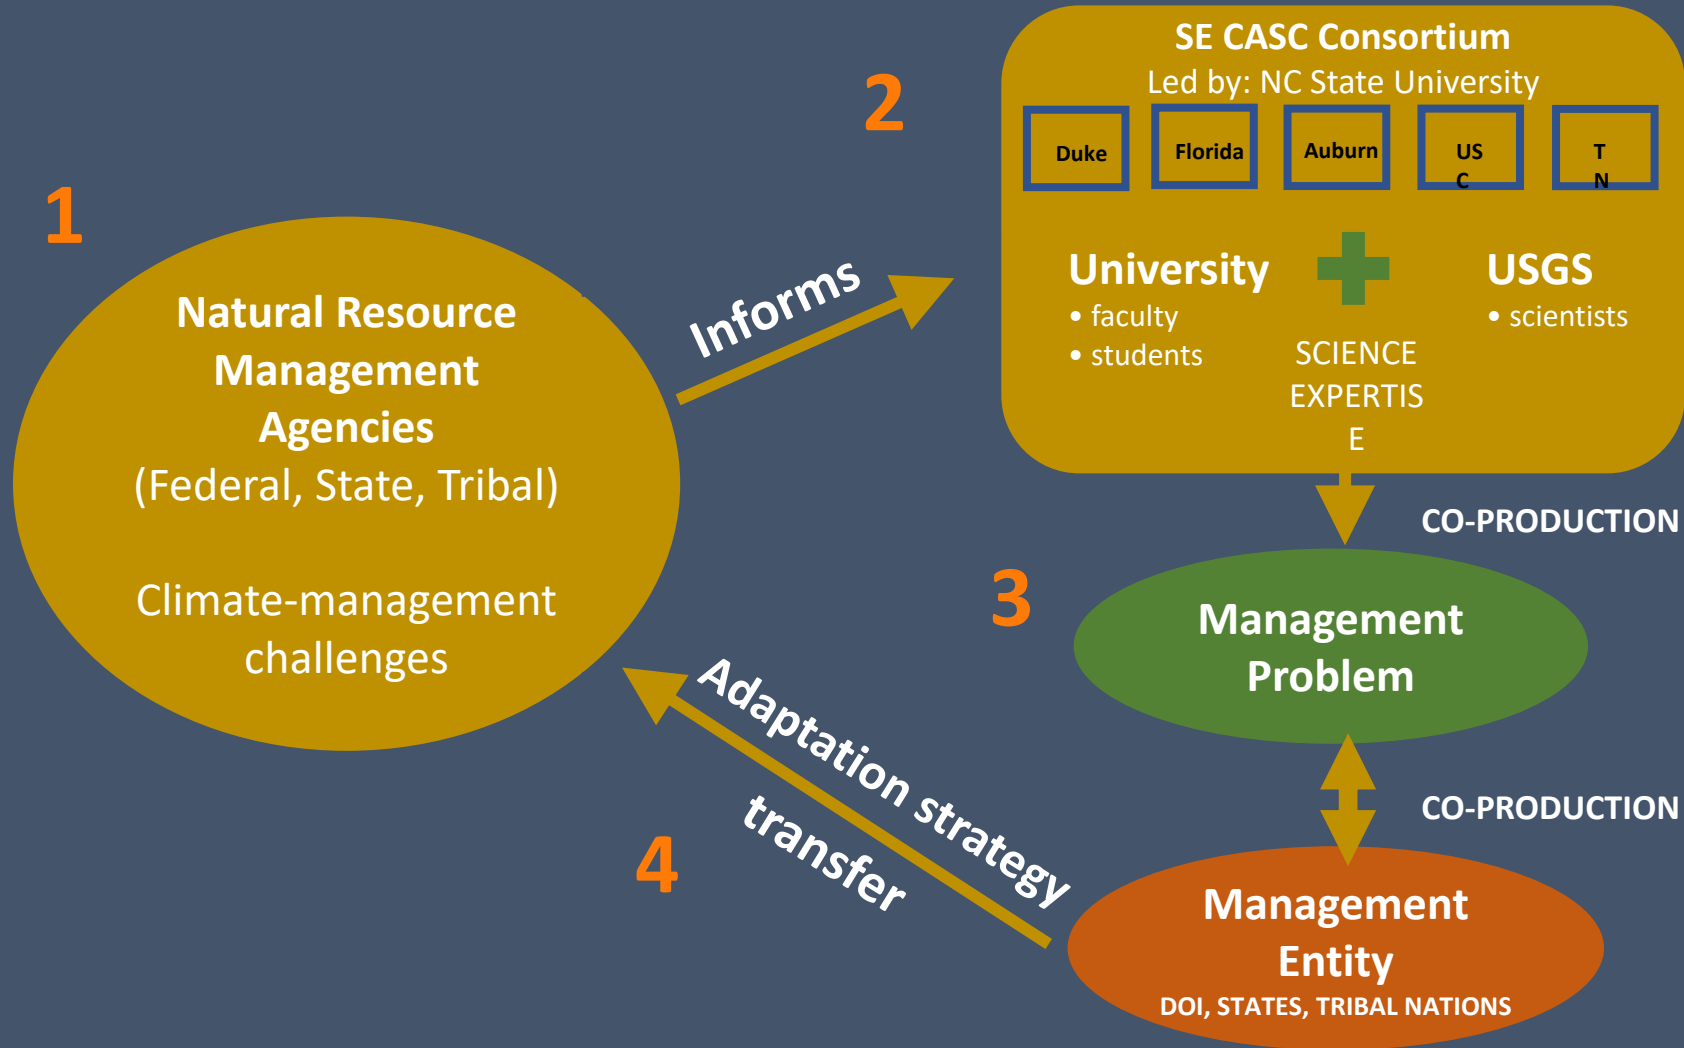 1
Natural Resource
Management
Agencies
(Federal, State, Tribal)
Climate-management
challenges
Informs
2
SE CASC Consortium
Led by: NC State University
Duke
Florida
Auburn
US
C
T
N
University
• faculty
• students
USGS
• scientists
SCIENCE
EXPERTIS
E
CO-PRODUCTION
3
Management
Problem
CO-PRODUCTION
Management
Entity
DOI, STATES, TRIBAL NATIONS
4
Adaptation strategy
transfer